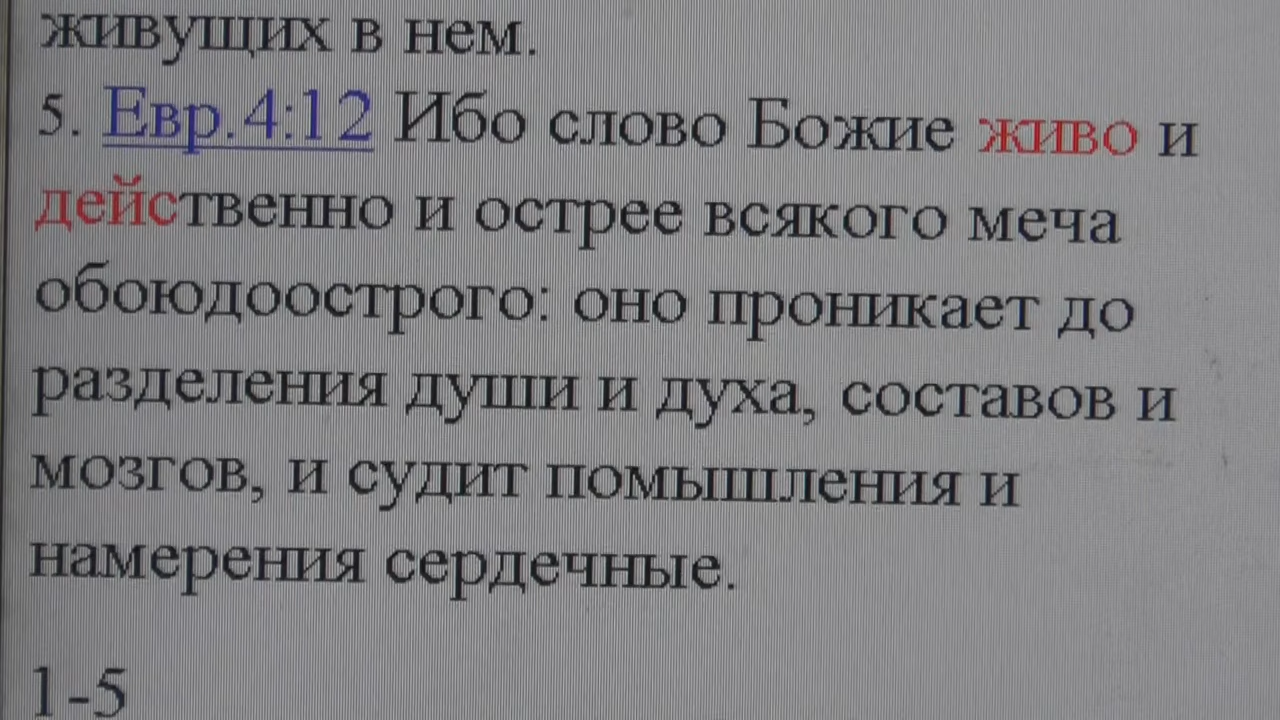 живущих в нем.
5. Евр.4:12 Ибо слово Божие живо и
действенно и острее всякого меча
обоюдоострого: оно проникает до
разделения души и духа, составов и
мозгов, и судит помышления и
намерения сердечные.
1-5